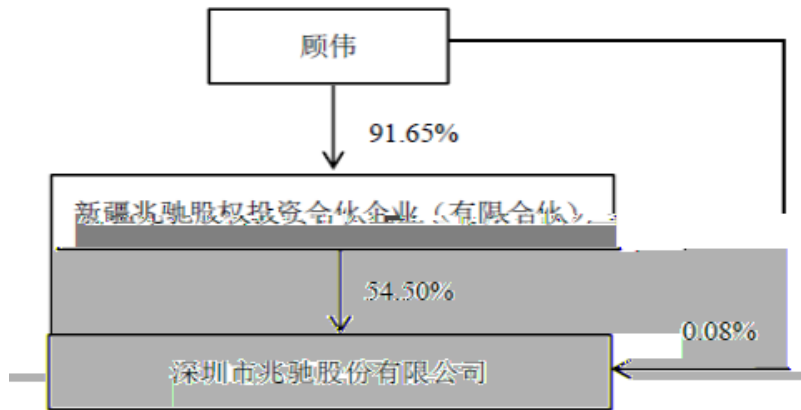 顾伟
91.65%
新疆兆驰股权投资合伙企业（有限合伙）
54.50%
0.08%
深圳市兆驰股份有限公司